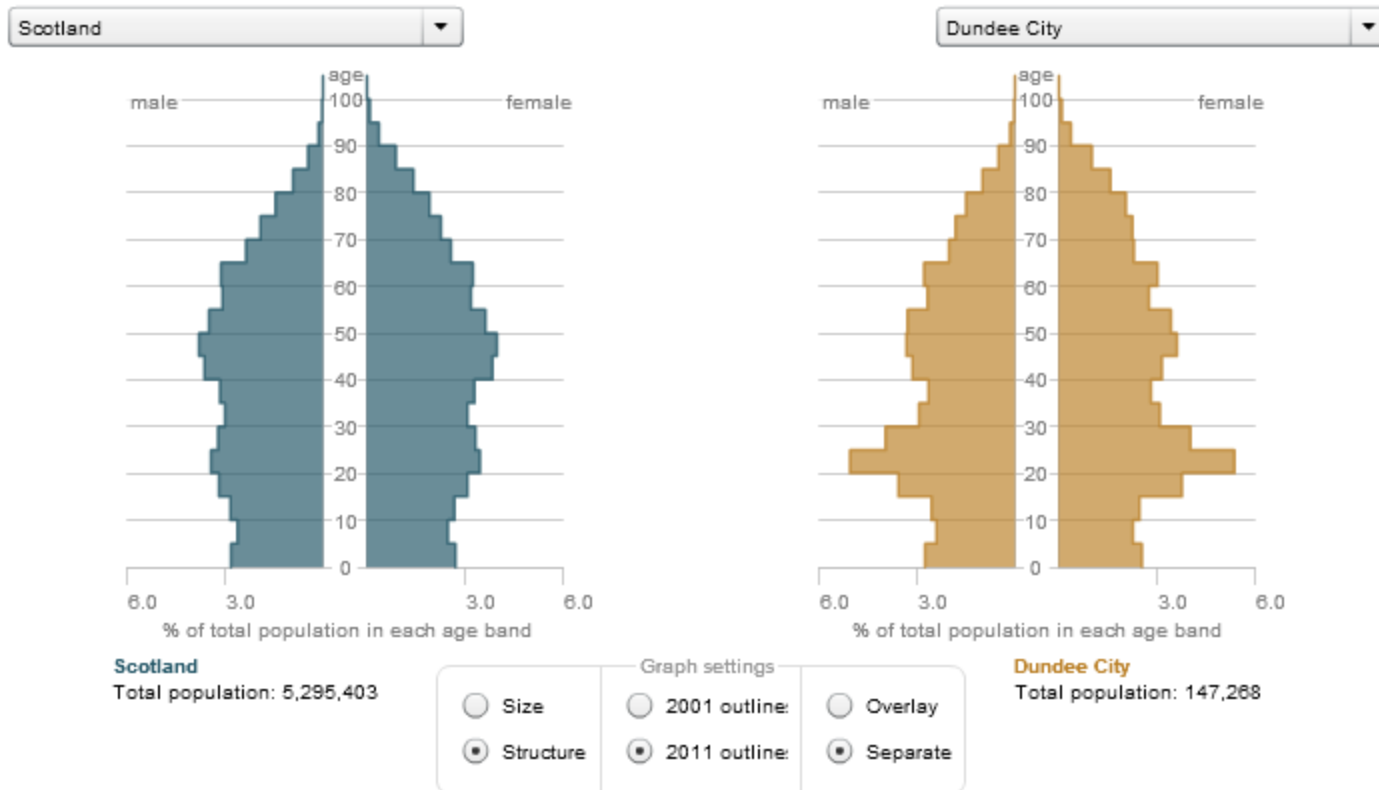 Scotland
Dundee City
male age female
100
90
80
70
60
50
40
30
20
10
0
6.0 3.0 3.0 6.0
% of total population in each age band
Scotland
Total population: 5,295,403
male age female
100
90
80
70
60
50
40
30
20
10
0
6.0 3.0 3.0 6.0
% of total population in each age band
Dundee City
Total population: 147,268
Graph settings
Size
Structure
2001 outline
2011 outline
Overlay
Separate